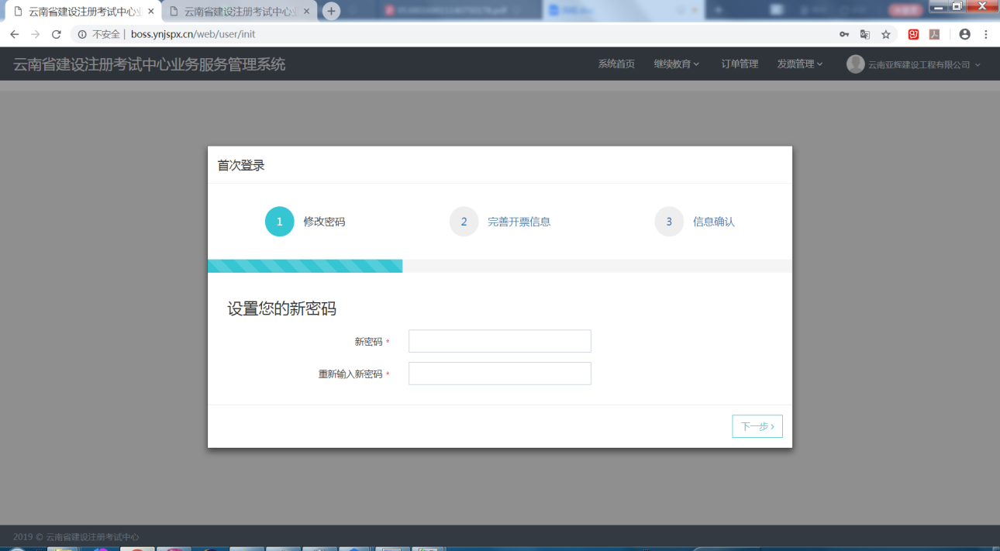 云南省建设注册考试中心业
云南省建设注册考试中心业
不安全 | boss.ynjspx.cn/web/user/init
云南省建设注册考试中心业务服务管理系统
系统首页 继续教育 订单管理 发票管理 云南亚辉建设工程有限公司
首次登录
1 修改密码 2 完善开票信息 3 信息确认
设置您的新密码
新密码 *
重新输入新密码 *
下一步 ›
2019 © 云南省建设注册考试中心